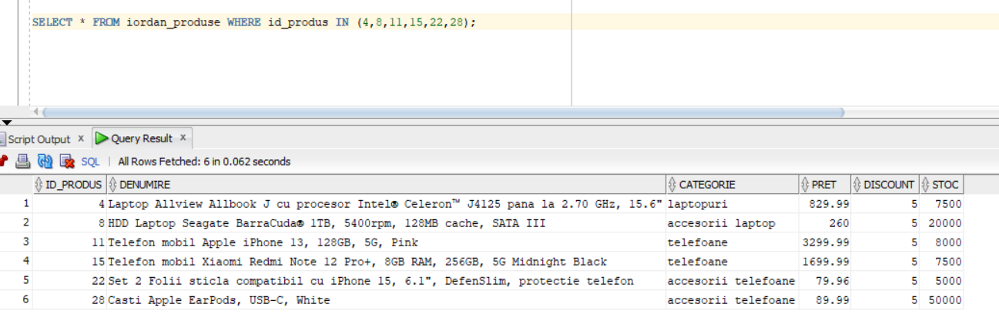 SELECT * FROM iordan_produse WHERE id_produs IN (4,8,11,15,22,28);
Script Output x Query Result x
SQL | All Rows Fetched: 6 in 0.062 seconds
ID_PRODUS DENUMIRE CATEGORIE PRET DISCOUNT STOC
1 4 Laptop Allview Allbook J cu procesor Intel® Celeron™ J4125 pana la 2.70 GHz, 15.6" laptopuri 829.99 5 7500
2 8 HDD Laptop Seagate BarraCuda® 1TB, 5400rpm, 128MB cache, SATA III accesorii laptop 260 5 20000
3 11 Telefon mobil Apple iPhone 13, 128GB, 5G, Pink telefoane 3299.99 5 8000
4 15 Telefon mobil Xiaomi Redmi Note 12 Pro+, 8GB RAM, 256GB, 5G Midnight Black telefoane 1699.99 5 7500
5 22 Set 2 Folii sticla compatibil cu iPhone 15, 6.1", DefenSlim, protectie telefon accesorii telefoane 79.96 5 5000
6 28 Casti Apple EarPods, USB-C, White accesorii telefoane 89.99 5 50000